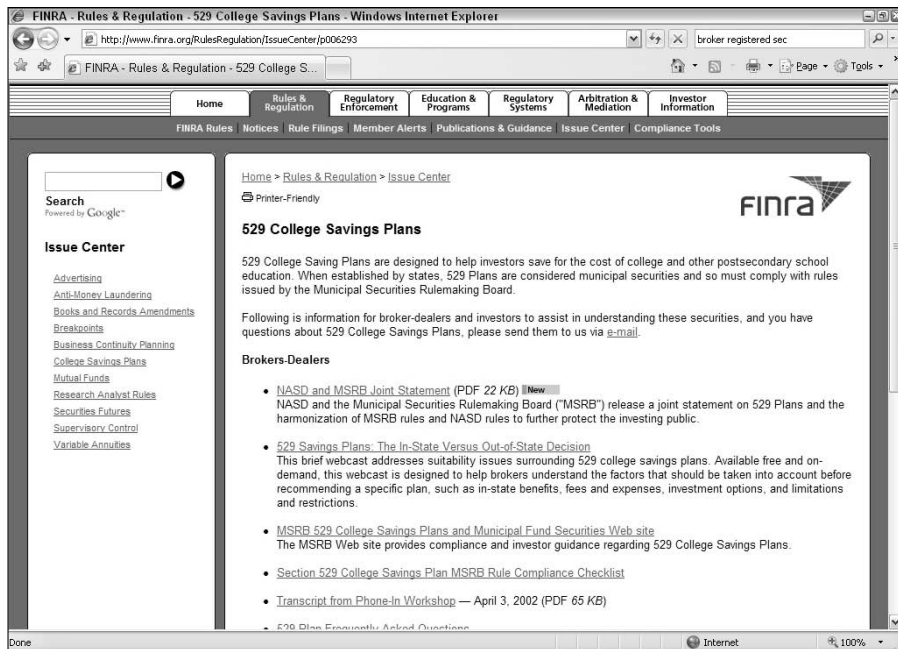 FINRA - Rules & Regulation - 529 College Savings Plans - Windows Internet Explorer
http://www.finra.org/RulesRegulation/IssueCenter/p006293
broker registered sec
FINRA - Rules & Regulation - 529 College S...
Page
Tools
Home
Rules & Regulation
Regulatory Enforcement
Education & Programs
Regulatory Systems
Arbitration & Mediation
Investor Information
FINRA Rules | Notices | Rule Filings | Member Alerts | Publications & Guidance | Issue Center | Compliance Tools
Search
Powered by Google™
Issue Center
Advertising
Anti-Money Laundering
Books and Records Amendments
Breakpoints
Business Continuity Planning
College Savings Plans
Mutual Funds
Research Analyst Rules
Securities Futures
Supervisory Control
Variable Annuities
Home > Rules & Regulation > Issue Center
Printer-Friendly
FINRA
529 College Savings Plans
529 College Saving Plans are designed to help investors save for the cost of college and other postsecondary school
education. When established by states, 529 Plans are considered municipal securities and so must comply with rules
issued by the Municipal Securities Rulemaking Board.
Following is information for broker-dealers and investors to assist in understanding these securities, and you have
questions about 529 College Savings Plans, please send them to us via e-mail.
Brokers-Dealers
• NASD and MSRB Joint Statement (PDF 22 KB) New
NASD and the Municipal Securities Rulemaking Board ("MSRB") release a joint statement on 529 Plans and the
harmonization of MSRB rules and NASD rules to further protect the investing public.
• 529 Savings Plans: The In-State Versus Out-of-State Decision
This brief webcast addresses suitability issues surrounding 529 college savings plans. Available free and on-
demand, this webcast is designed to help brokers understand the factors that should be taken into account before
recommending a specific plan, such as in-state benefits, fees and expenses, investment options, and limitations
and restrictions.
• MSRB 529 College Savings Plans and Municipal Fund Securities Web site
The MSRB Web site provides compliance and investor guidance regarding 529 College Savings Plans.
• Section 529 College Savings Plan MSRB Rule Compliance Checklist
• Transcript from Phone-In Workshop — April 3, 2002 (PDF 65 KB)
• 529 Plan Frequently Asked Questions
Done
Internet
100%